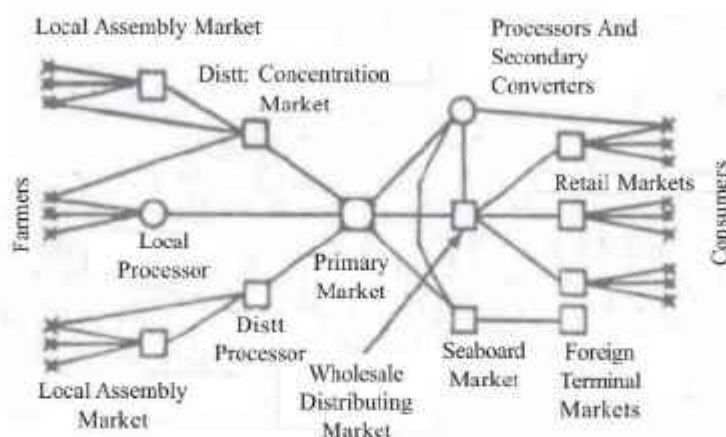 Local Assembly Market
Distt: Concentration
Market
Processors And
Secondary
Converters
Farmers
Local
Processor
Primary
Market
Retail Markets
Consumers
Distt
Processor
Local Assembly
Market
Wholesale
Distributing
Market
Seaboard
Market
Foreign
Terminal
Markets